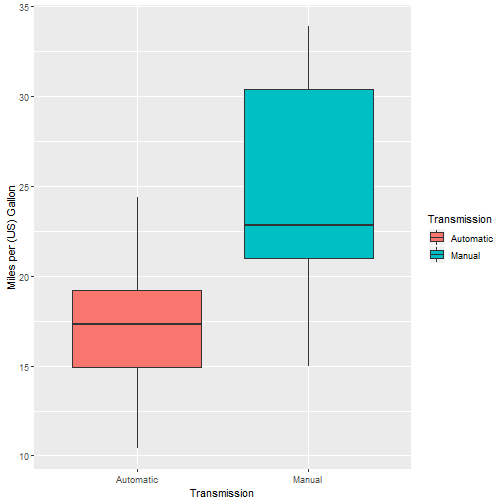 35
30
25
20
15
10
Miles per (US) Gallon
Automatic
Manual
Transmission
Transmission
Automatic
Manual